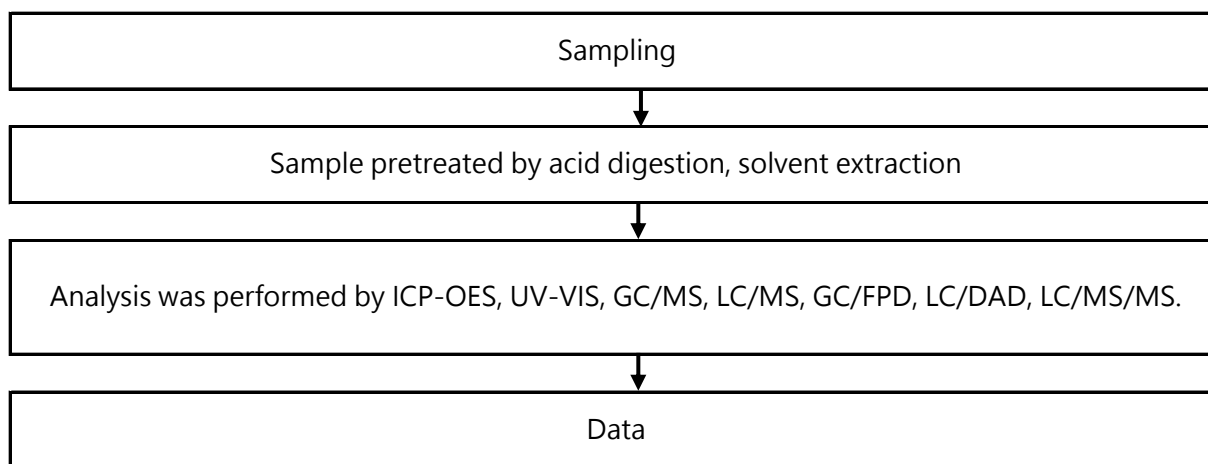 Sampling
Sample pretreated by acid digestion, solvent extraction
Analysis was performed by ICP-OES, UV-VIS, GC/MS, LC/MS, GC/FPD, LC/DAD, LC/MS/MS.
Data